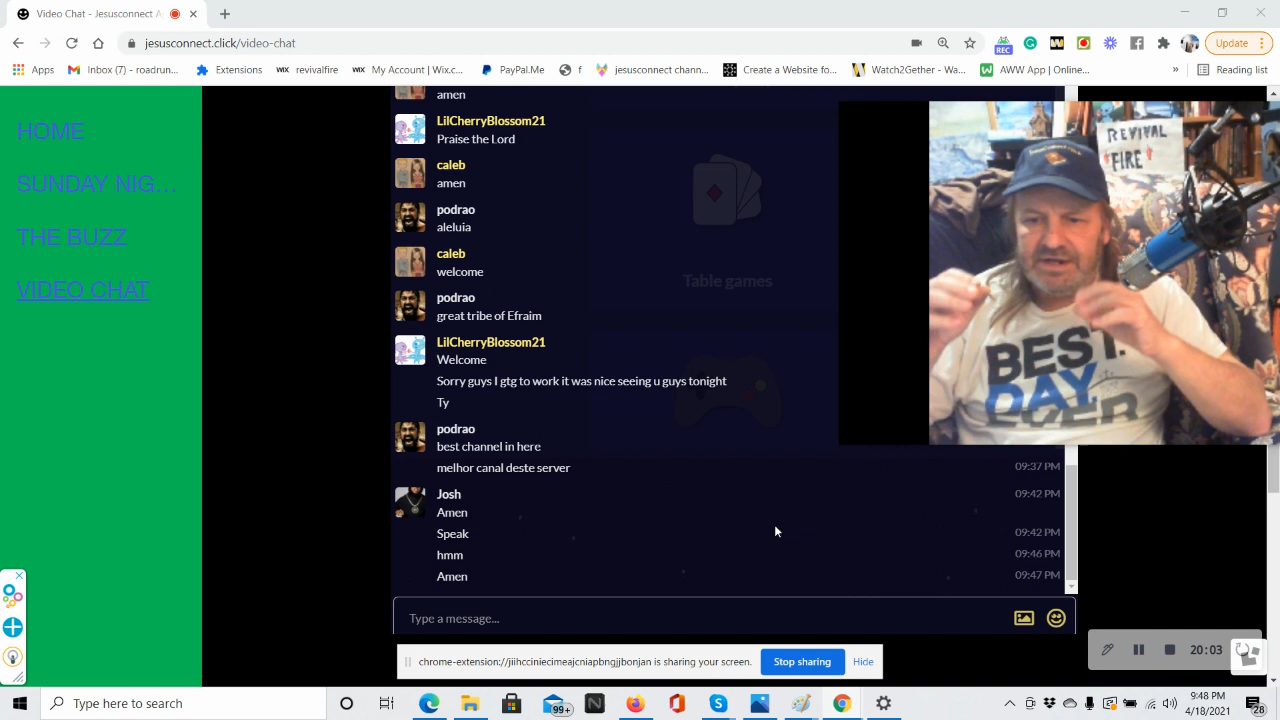 Video Chat - Jesusconnect A
jesusconnect.click/video-chat
REC
Update
Apps
Inbox (7) - roadrun...
Extensions
WIX revivalfire
WIX My Account | Wix.c...
PayPal.Me
f
jesusconnect chann...
Create a Website fo...
Watch2Gether - Wa...
AWW App | Online...
»
Reading list
HOME
SUNDAY NIG...
THE BUZZ
VIDEO CHAT
amen
LilCherryBlossom21
Praise the Lord
caleb
amen
podrao
aleluia
caleb
welcome
podrao
great tribe of Efraim
LilCherryBlossom21
Welcome
Sorry guys I gtg to work it was nice seeing u guys tonight
Ty
podrao
best channel in here
melhor canal deste server 09:37 PM
Josh 09:42 PM
Amen
Speak 09:42 PM
hmm 09:46 PM
Amen 09:47 PM
Table games
REVIVAL
FIRE
BEST.
DAY.
EVER
Type a message...
chrome-extension://jiihcciniecimeajcniapbngjjbonjan is sharing your screen.
Stop sharing
Hide
20:03
Type here to search
99+
9:48 PM
4/18/2021
28